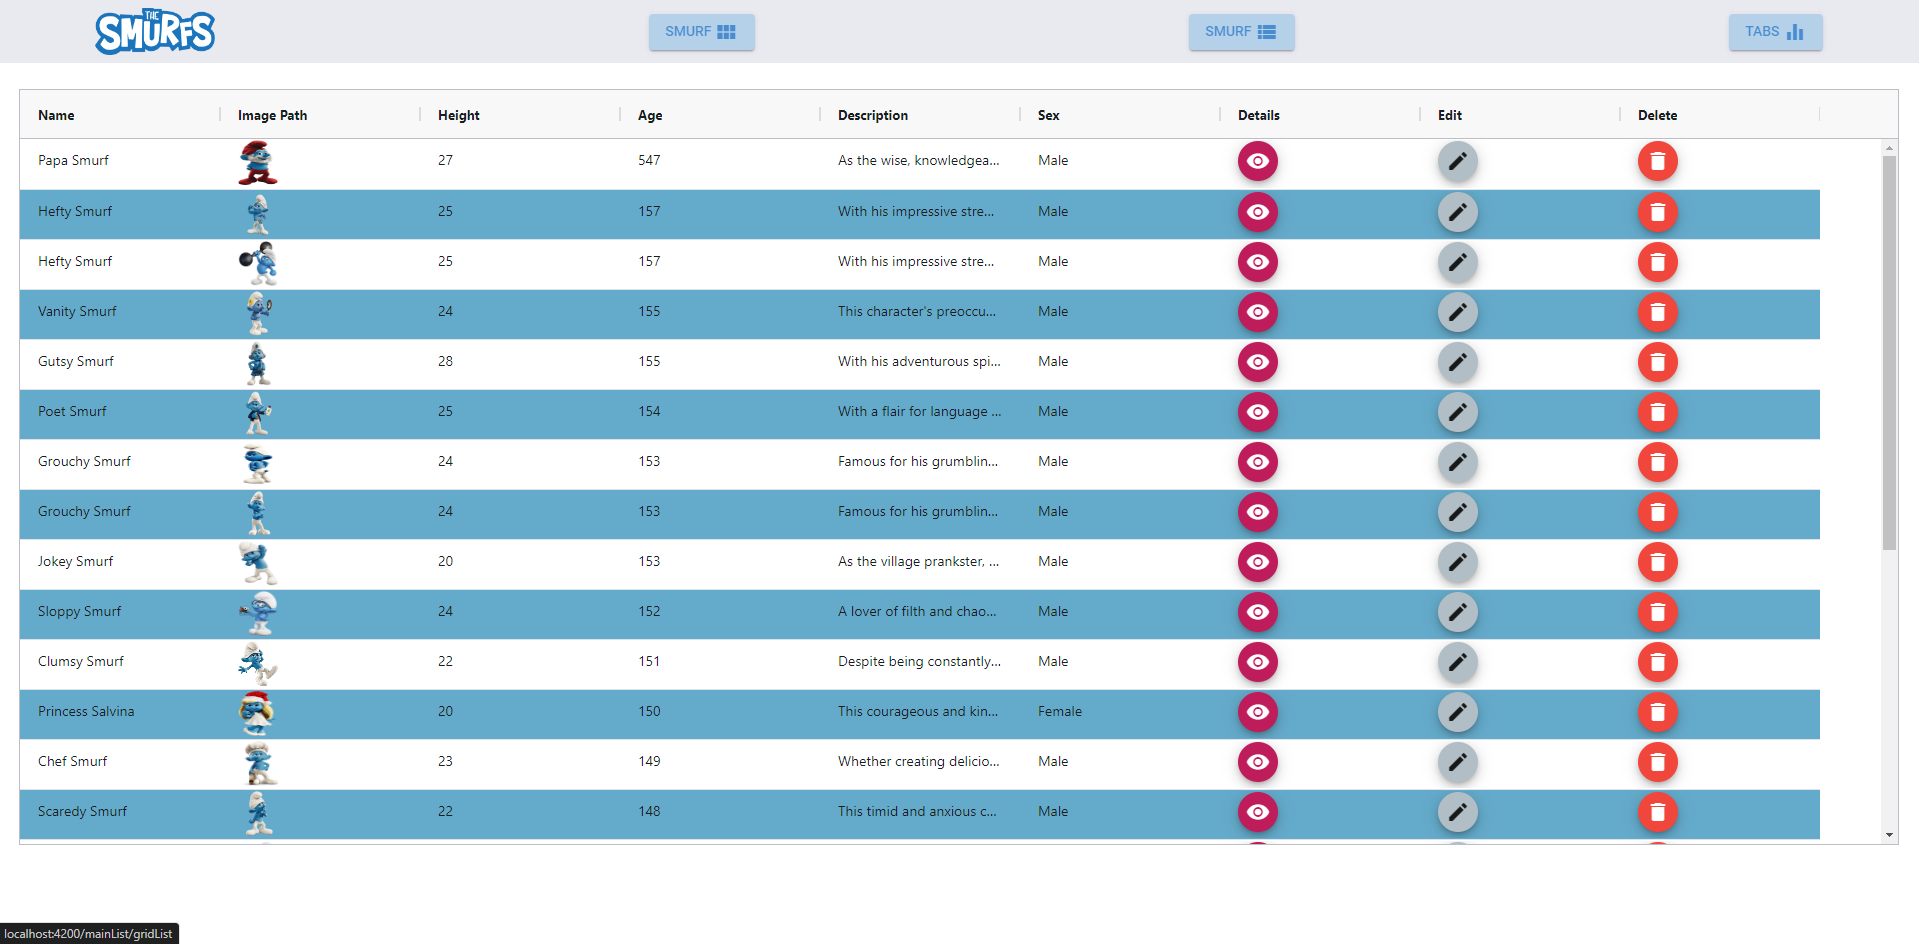 THE
SMURFS
SMURF
SMURF
TABS
Name Image Path Height Age Description Sex Details Edit Delete
Papa Smurf 27 547 As the wise, knowledgea... Male
Hefty Smurf 25 157 With his impressive stre... Male
Hefty Smurf 25 157 With his impressive stre... Male
Vanity Smurf 24 155 This character's preoccu... Male
Gutsy Smurf 28 155 With his adventurous spi... Male
Poet Smurf 25 154 With a flair for language ... Male
Grouchy Smurf 24 153 Famous for his grumblin... Male
Grouchy Smurf 24 153 Famous for his grumblin... Male
Jokey Smurf 20 153 As the village prankster, ... Male
Sloppy Smurf 24 152 A lover of filth and chao... Male
Clumsy Smurf 22 151 Despite being constantly... Male
Princess Salvina 20 150 This courageous and kin... Female
Chef Smurf 23 149 Whether creating delicio... Male
Scaredy Smurf 22 148 This timid and anxious c... Male
localhost:4200/mainList/gridList